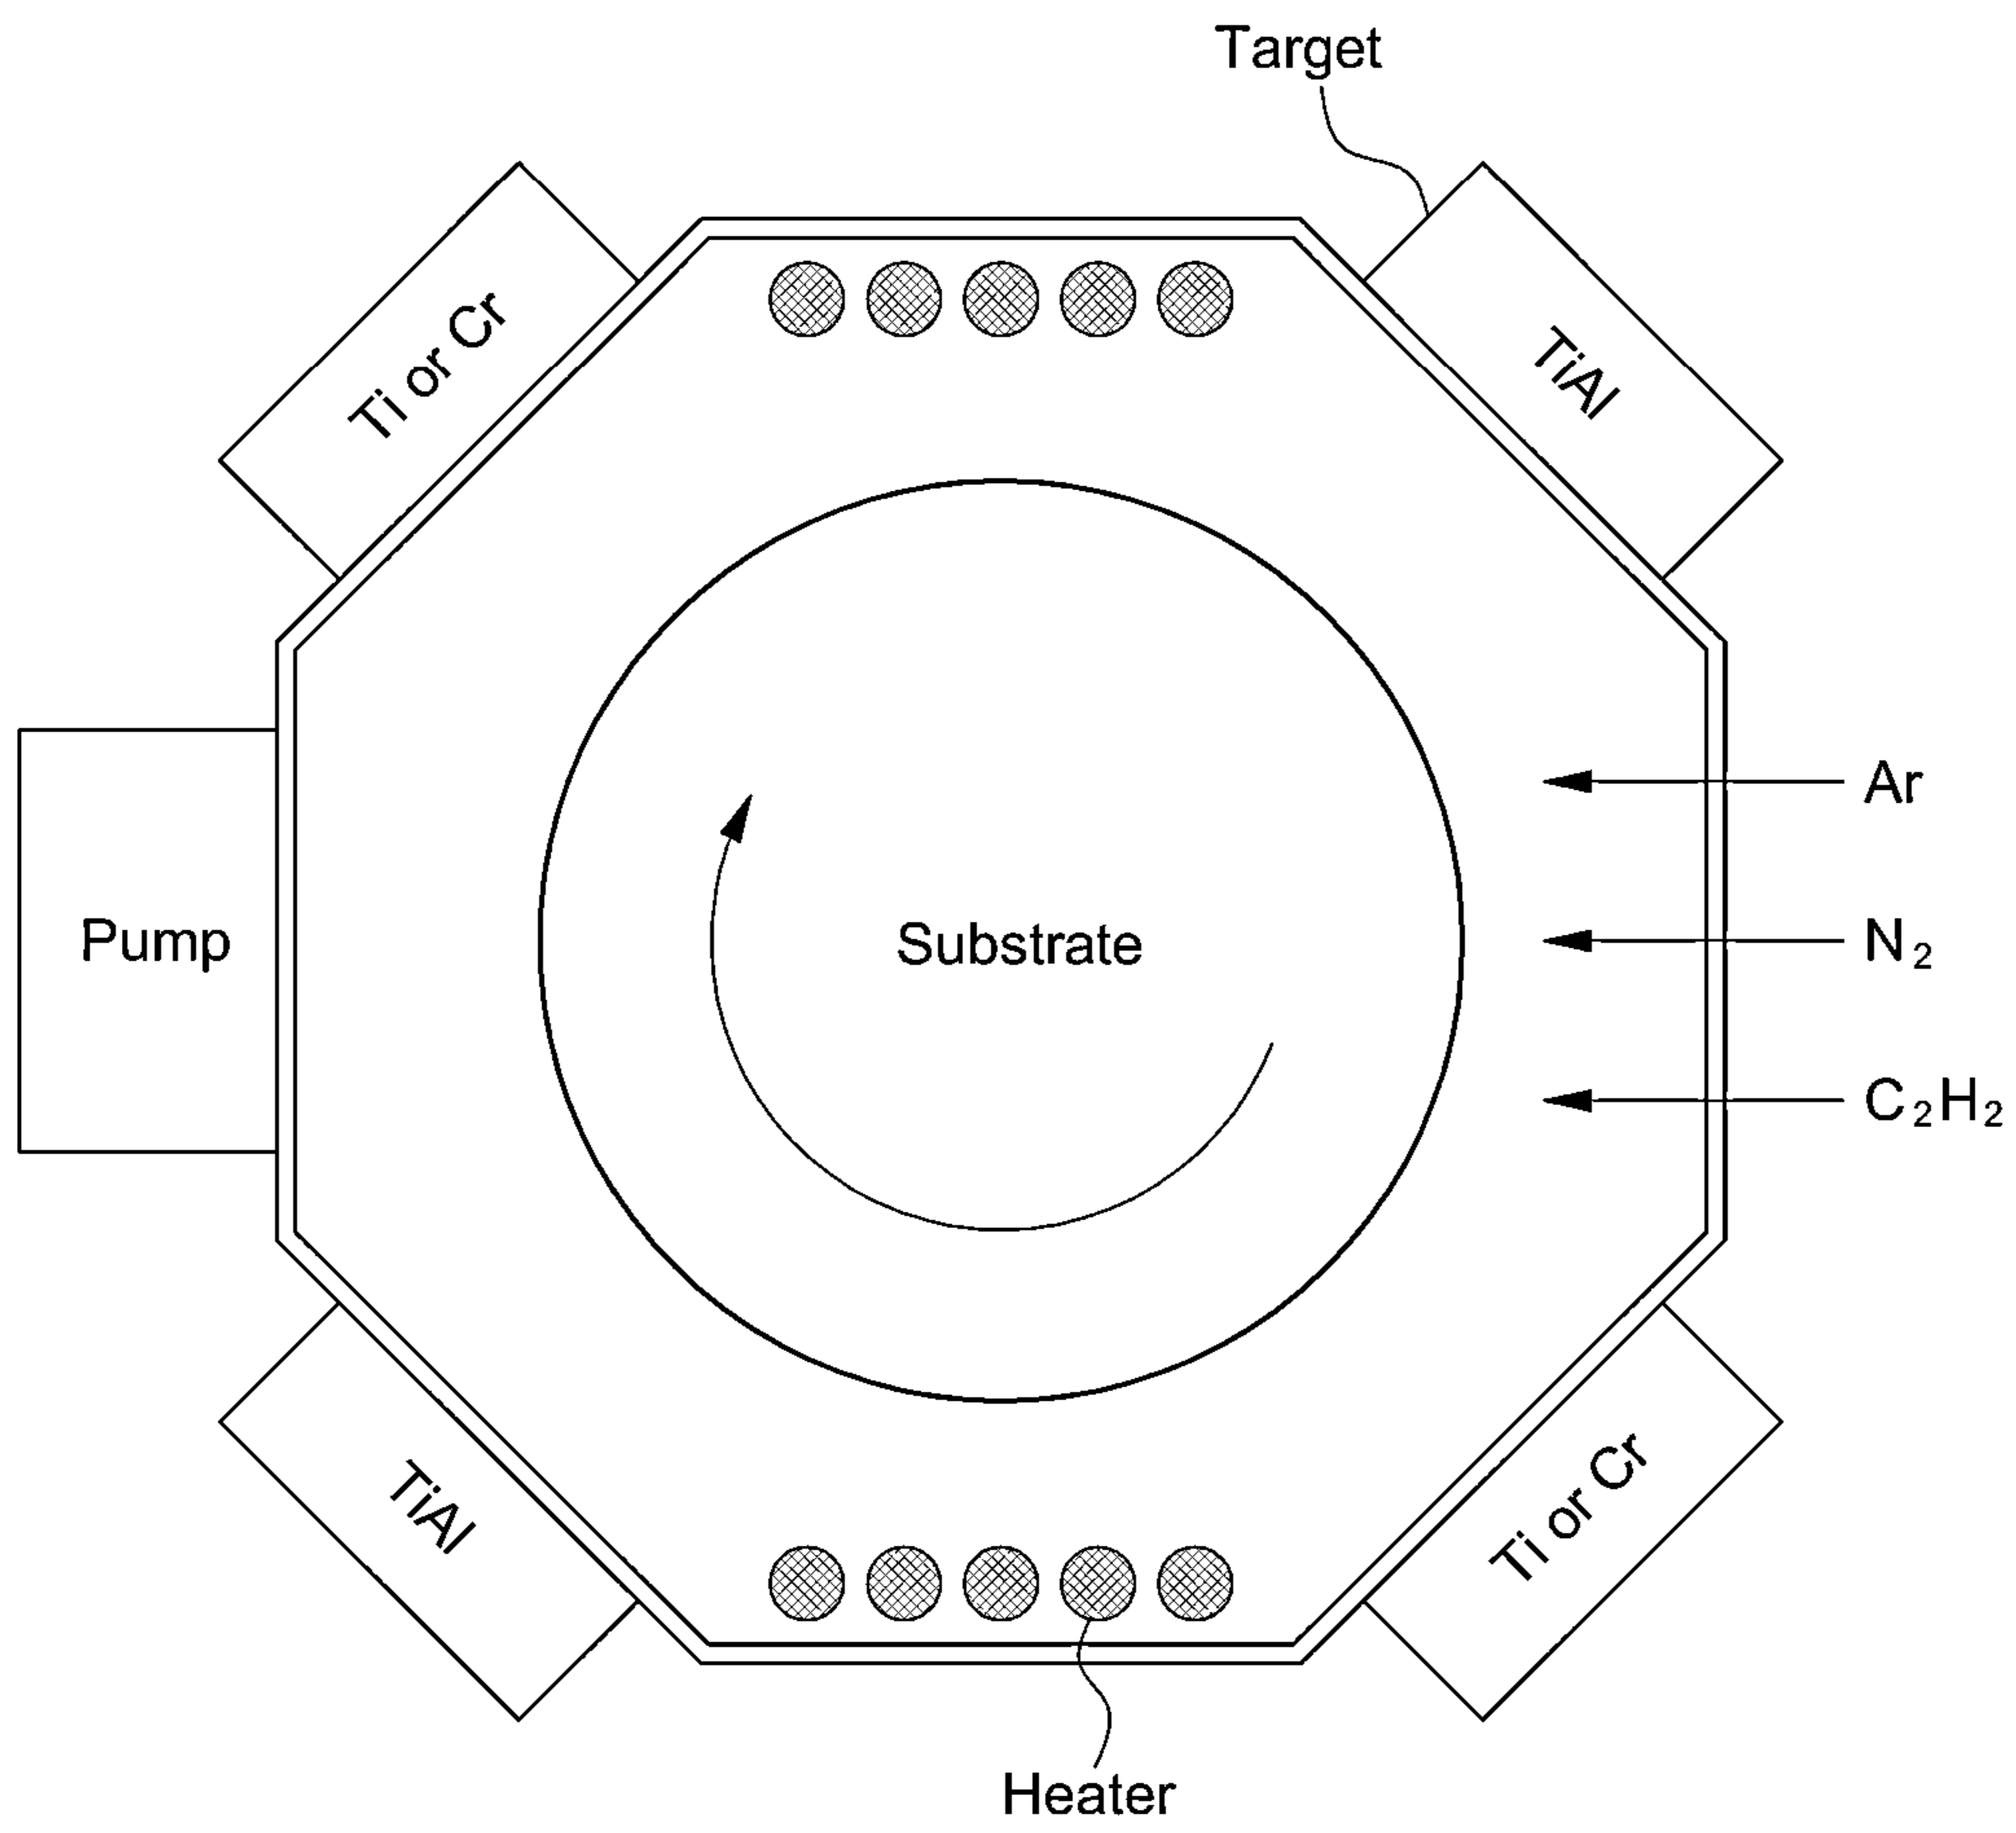 Target
Ti or Cr
TiAl
Ar
Pump
Substrate
N₂
C₂H₂
TiAl
Ti or Cr
Heater